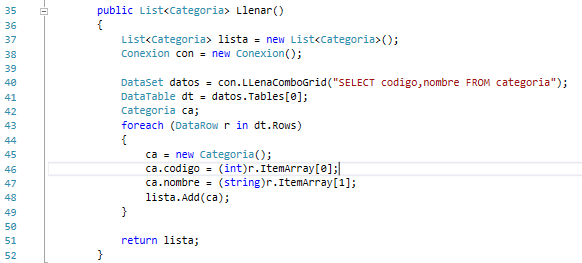 35 public List<Categoria> Llenar()
36 {
37 List<Categoria> lista = new List<Categoria>();
38 Conexion con = new Conexion();
39
40 DataSet datos = con.LLenaComboGrid("SELECT codigo,nombre FROM categoria");
41 DataTable dt = datos.Tables[0];
42 Categoria ca;
43 foreach (DataRow r in dt.Rows)
44 {
45 ca = new Categoria();
46 ca.codigo = (int)r.ItemArray[0];
47 ca.nombre = (string)r.ItemArray[1];
48 lista.Add(ca);
49 }
50
51 return lista;
52 }